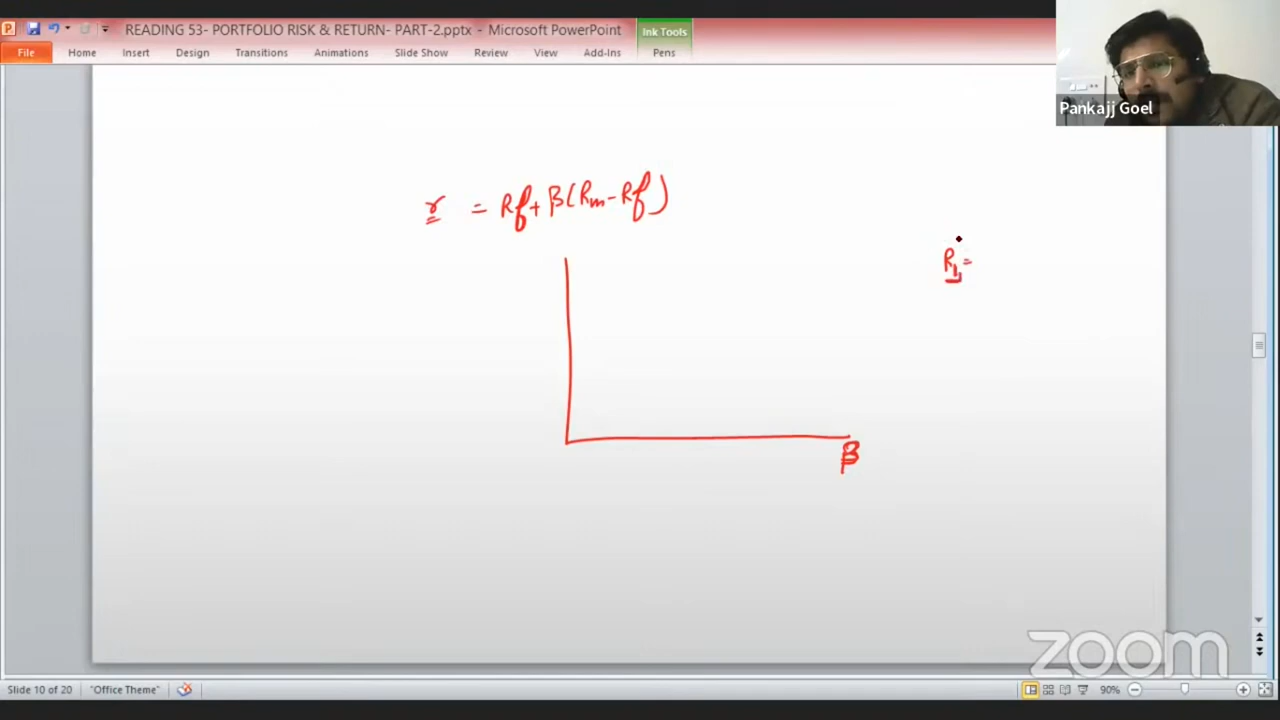 READING 53- PORTFOLIO RISK & RETURN- PART-2.pptx - Microsoft PowerPoint
Ink Tools
File Home Insert Design Transitions Animations Slide Show Review View Add-Ins Pens
Pankajj Goel
r = Rf + β(Rm - Rf)
R1 =
β
zoom
Slide 10 of 20 "Office Theme" 90%